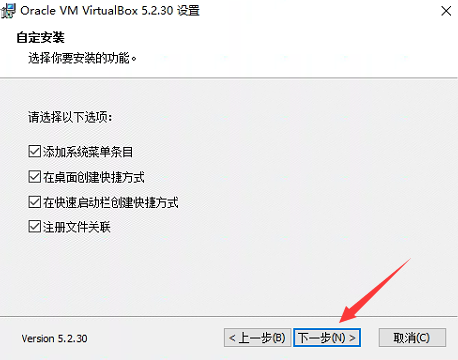 Oracle VM VirtualBox 5.2.30 设置
自定安装
选择你要安装的功能。
请选择以下选项:
添加系统菜单条目
在桌面创建快捷方式
在快速启动栏创建快捷方式
注册文件关联
Version 5.2.30
< 上一步(B)
下一步(N) >
取消(C)